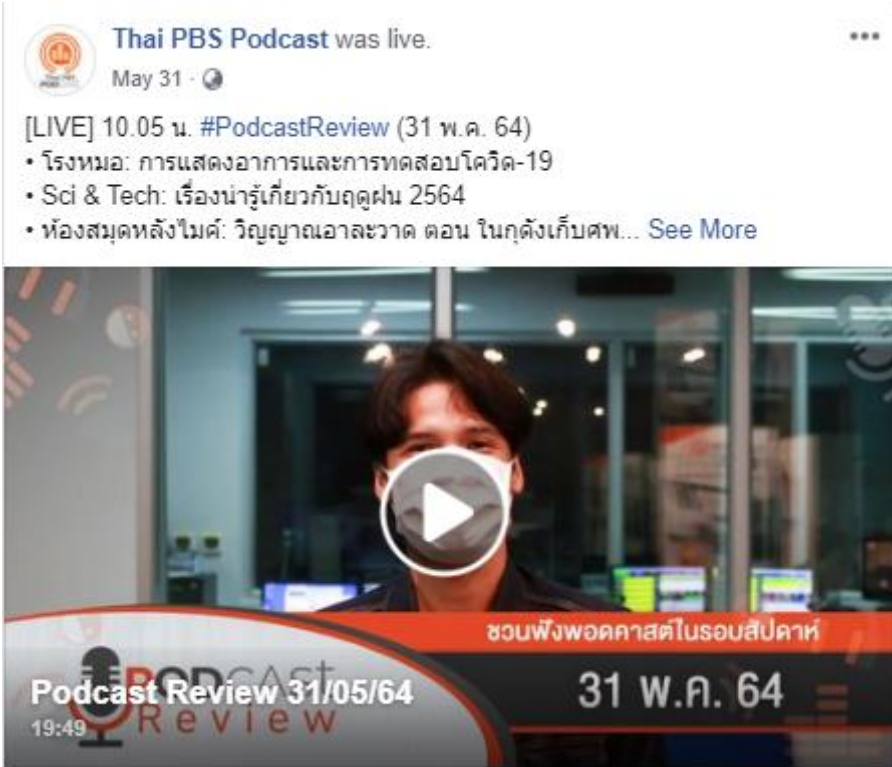 Thai PBS Podcast was live.
May 31 ·
[LIVE] 10.05 น. #PodcastReview (31 พ.ค. 64)
• โรงหมอ: การแสดงอาการและการทดสอบโควิด-19
• Sci & Tech: เรื่องน่ารู้เกี่ยวกับฤดูฝน 2564
• ห้องสมุดหลังไมค์: วิญญาณอาละวาด ตอน ในกุดังเก็บศพ... See More
ชวนฟังพอดคาสต์ในรอบสัปดาห์
31 พ.ค. 64
PODCAST
Review
Podcast Review 31/05/64
19:49